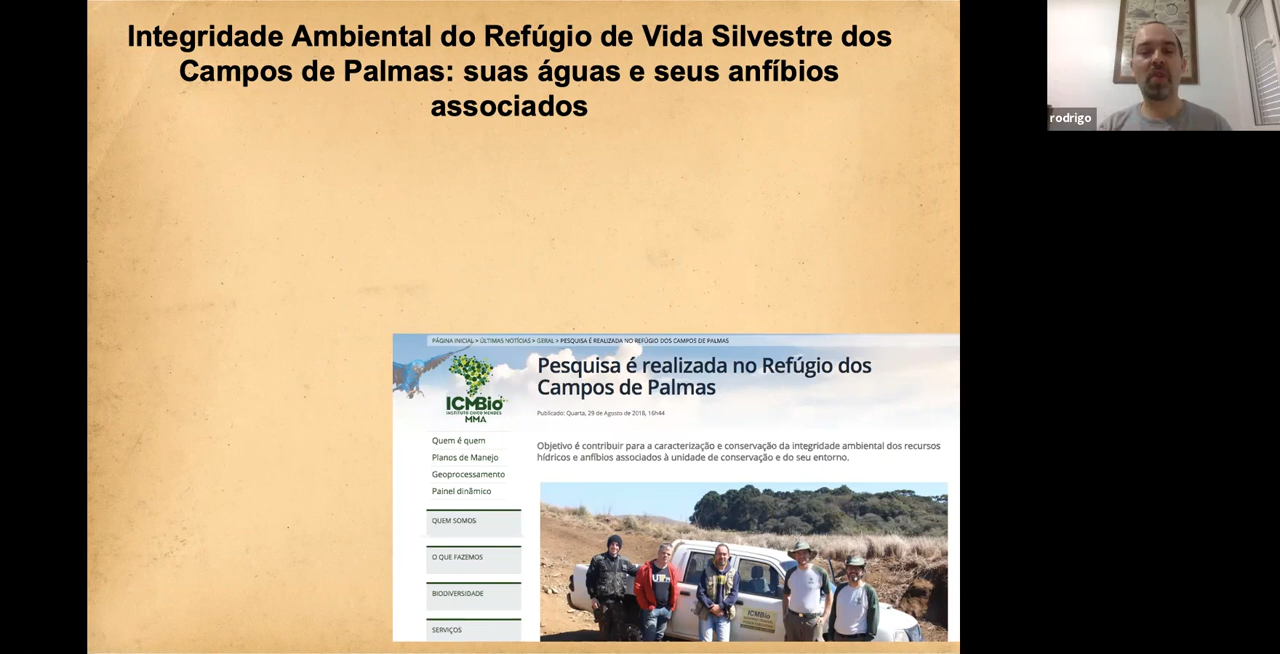 Integridade Ambiental do Refúgio de Vida Silvestre dos
Campos de Palmas: suas águas e seus anfíbios
associados
rodrigo
PÁGINA INICIAL > ÚLTIMAS NOTÍCIAS > GERAL > PESQUISA É REALIZADA NO REFÚGIO DOS CAMPOS DE PALMAS
ICMBio
INSTITUTO CHICO MENDES
MMA
Pesquisa é realizada no Refúgio dos
Campos de Palmas
Publicado: Quarta, 29 de Agosto de 2018, 16h44
Quem é quem
Planos de Manejo
Geoprocessamento
Painel dinâmico
Objetivo é contribuir para a caracterização e conservação da integridade ambiental dos recursos
hídricos e anfíbios associados à unidade de conservação e do seu entorno.
QUEM SOMOS
O QUE FAZEMOS
BIODIVERSIDADE
SERVIÇOS
ICMBio